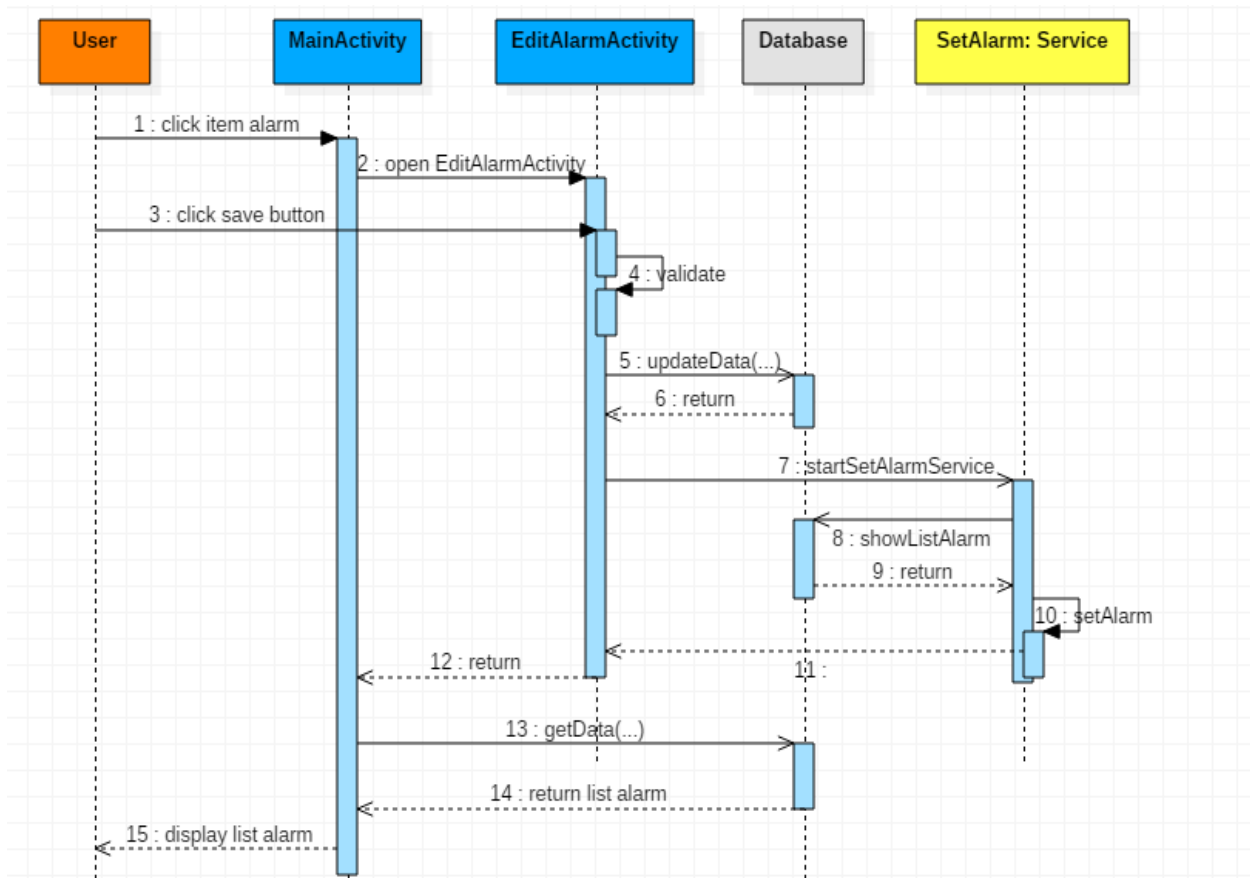 User
MainActivity
EditAlarmActivity
Database
SetAlarm: Service
1 : click item alarm
2 : open EditAlarmActivity
3 : click save button
4 : validate
5 : updateData(...)
6 : return
7 : startSetAlarmService
8 : showListAlarm
9 : return
10 : setAlarm
11 :
12 : return
13 : getData(...)
14 : return list alarm
15 : display list alarm